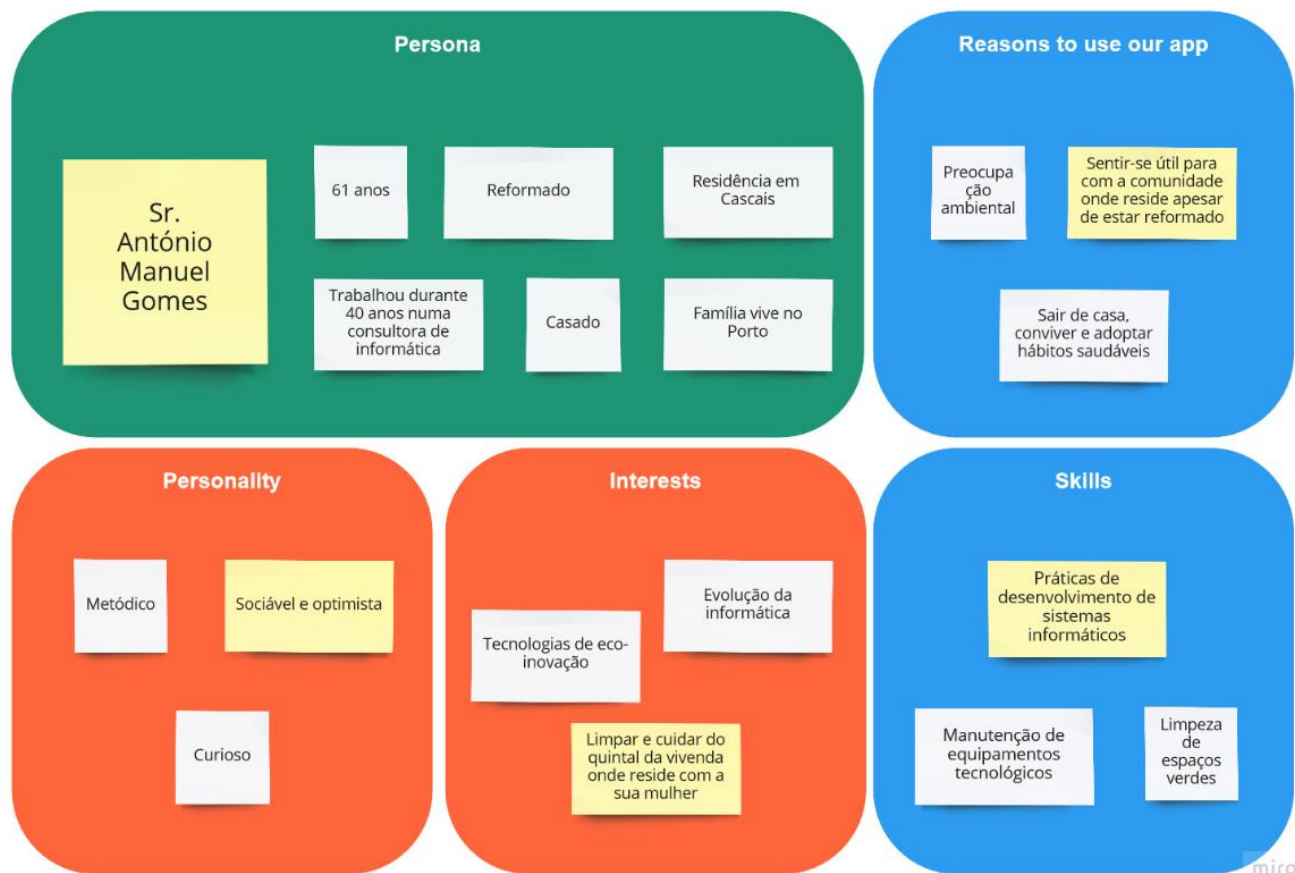 Persona
Sr.
António
Manuel
Gomes
61 anos
Reformado
Residência em
Cascais
Trabalhou durante
40 anos numa
consultora de
informática
Casado
Família vive no
Porto
Reasons to use our app
Preocupa
ção
ambiental
Sentir-se útil para
com a comunidade
onde reside apesar
de estar reformado
Sair de casa,
conviver e adoptar
hábitos saudáveis
Personality
Metódico
Sociável e optimista
Curioso
Interests
Evolução da
informática
Tecnologias de eco-
inovação
Limpar e cuidar do
quintal da vivenda
onde reside com a
sua mulher
Skills
Práticas de
desenvolvimento de
sistemas
informáticos
Manutenção de
equipamentos
tecnológicos
Limpeza
de
espaços
verdes
miro